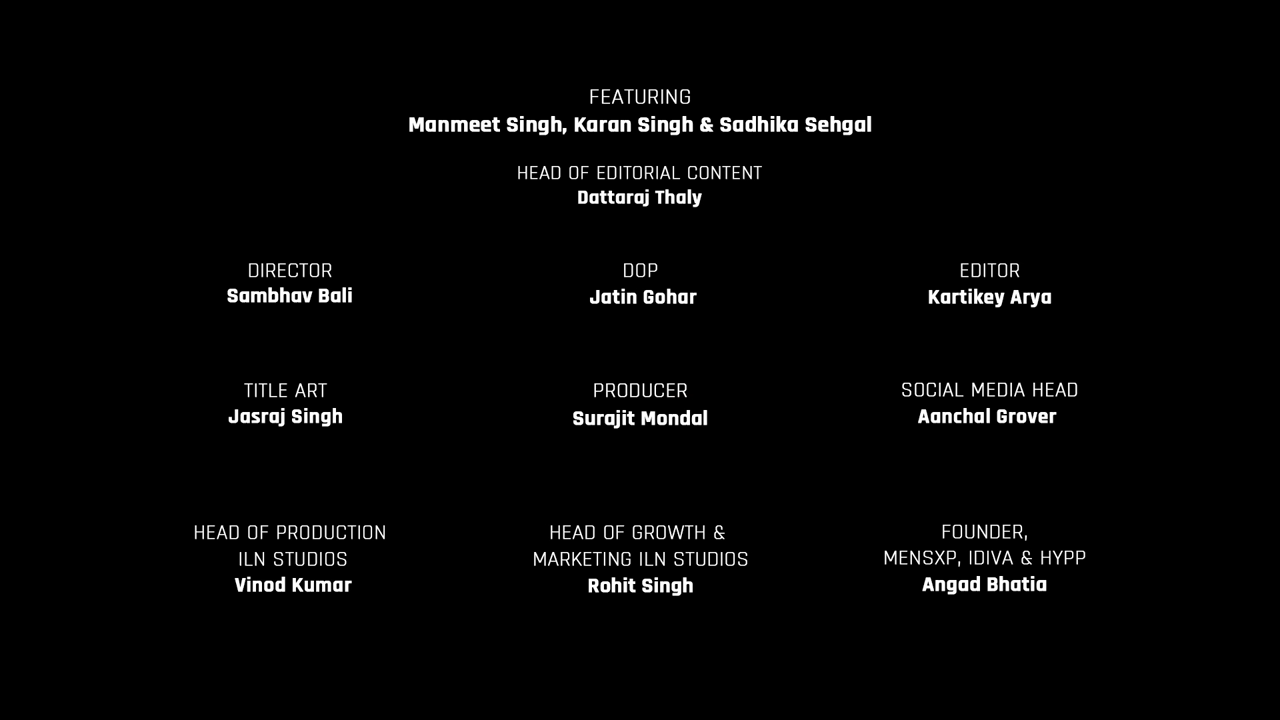 FEATURING
Manmeet Singh, Karan Singh & Sadhika Sehgal
HEAD OF EDITORIAL CONTENT
Dattaraj Thaly
DIRECTOR
Sambhav Bali
DOP
Jatin Gohar
EDITOR
Kartikey Arya
TITLE ART
Jasraj Singh
PRODUCER
Surajit Mondal
SOCIAL MEDIA HEAD
Aanchal Grover
HEAD OF PRODUCTION
ILN STUDIOS
Vinod Kumar
HEAD OF GROWTH &
MARKETING ILN STUDIOS
Rohit Singh
FOUNDER,
MENSXP, IDIVA & HYPP
Angad Bhatia